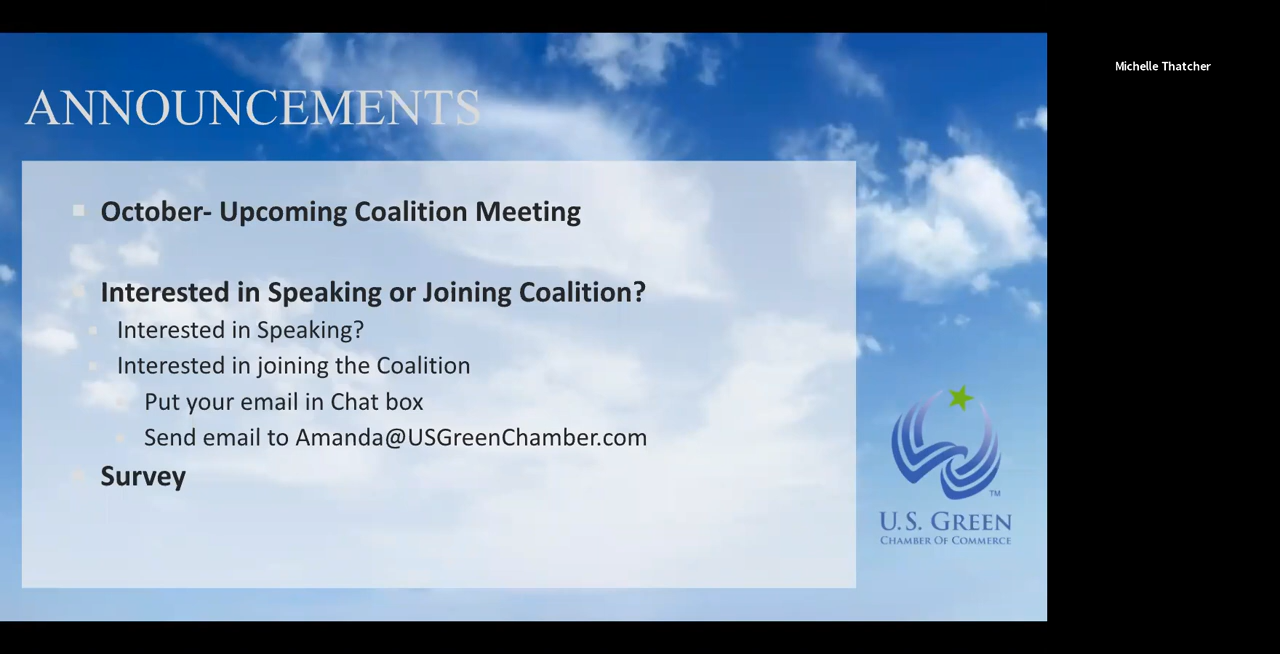 Michelle Thatcher
ANNOUNCEMENTS
October- Upcoming Coalition Meeting
Interested in Speaking or Joining Coalition?
Interested in Speaking?
Interested in joining the Coalition
Put your email in Chat box
Send email to Amanda@USGreenChamber.com
Survey
TM
U.S. GREEN
CHAMBER OF COMMERCE